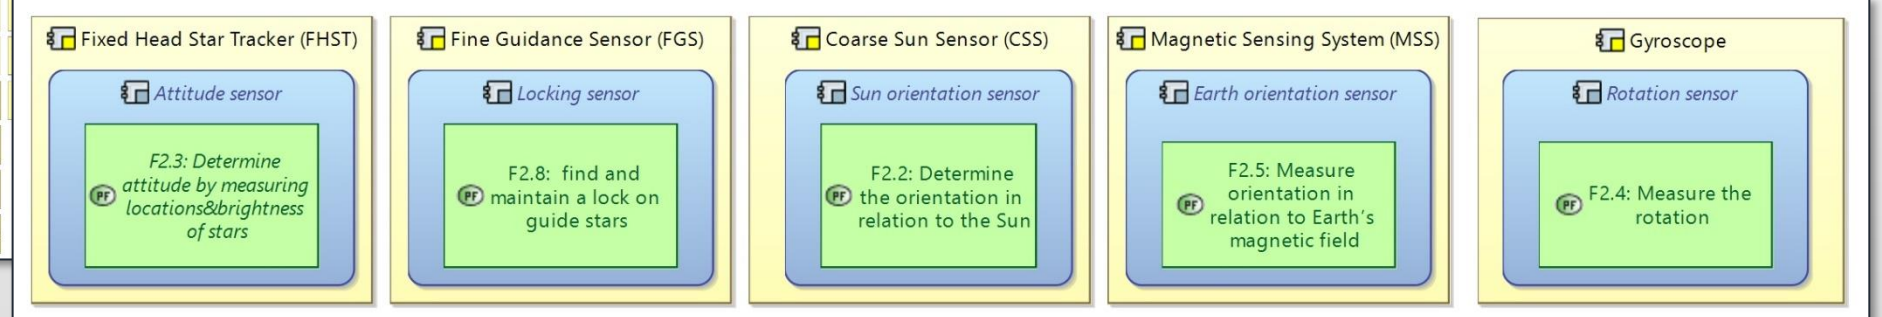 Fixed Head Star Tracker (FHST)
Attitude sensor
PF
F2.3: Determine
attitude by measuring
locations&brightness
of stars
Fine Guidance Sensor (FGS)
Locking sensor
PF
F2.8: find and
maintain a lock on
guide stars
Coarse Sun Sensor (CSS)
Sun orientation sensor
PF
F2.2: Determine
the orientation in
relation to the Sun
Magnetic Sensing System (MSS)
Earth orientation sensor
PF
F2.5: Measure
orientation in
relation to Earth's
magnetic field
Gyroscope
Rotation sensor
PF
F2.4: Measure the
rotation